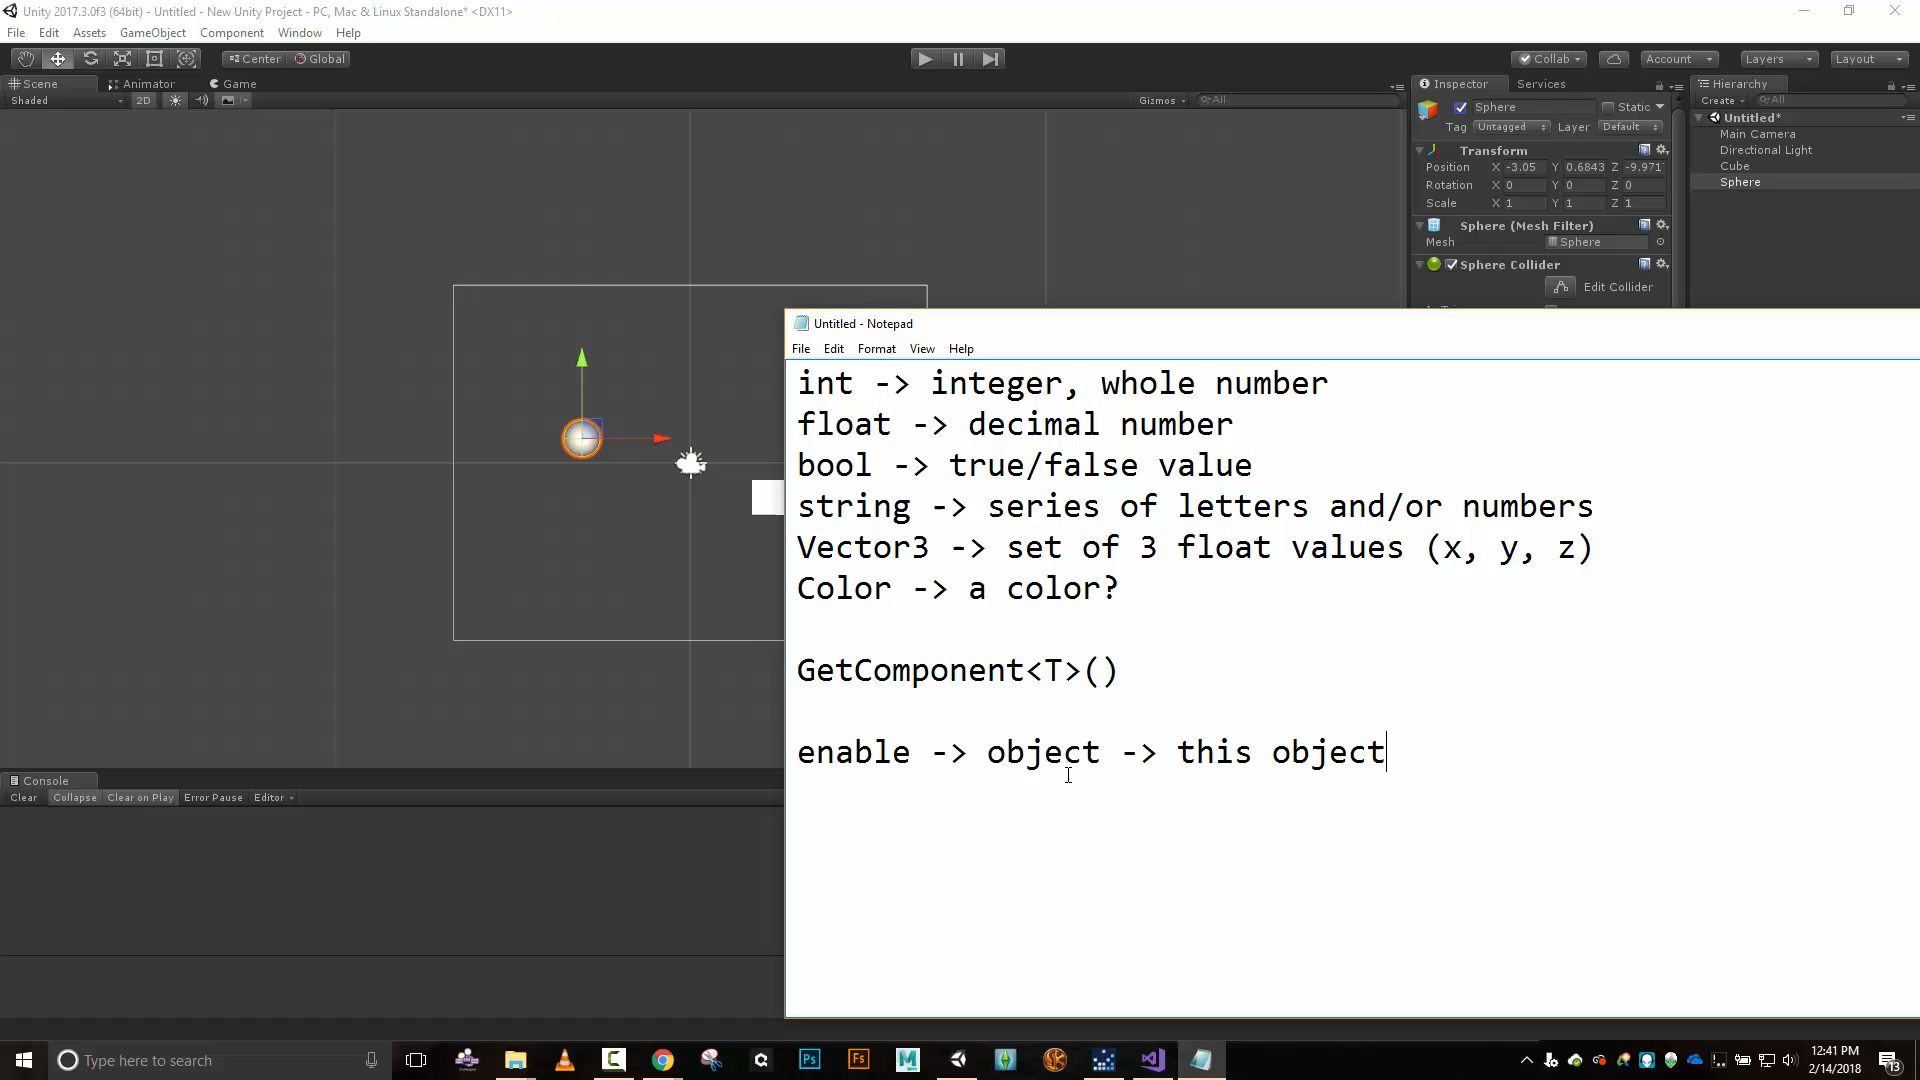 Unity 2017.3.0f3 (64bit) - Untitled - New Unity Project - PC, Mac & Linux Standalone* <DX11>
File Edit Assets GameObject Component Window Help
Center Global
Collab Account Layers Layout
Scene Animator Game
Inspector Services Hierarchy
Shaded 2D Gizmos All
Create All
Sphere Static
Tag Untagged Layer Default
Untitled*
Main Camera
Directional Light
Cube
Sphere
Transform
Position X -3.05 Y 0.6843 Z -9.971
Rotation X 0 Y 0 Z 0
Scale X 1 Y 1 Z 1
Sphere (Mesh Filter)
Mesh Sphere
Sphere Collider
Edit Collider
Untitled - Notepad
File Edit Format View Help
int -> integer, whole number
float -> decimal number
bool -> true/false value
string -> series of letters and/or numbers
Vector3 -> set of 3 float values (x, y, z)
Color -> a color?
GetComponent<T>()
enable -> object -> this object
Console
Clear Collapse Clear on Play Error Pause Editor
Type here to search
Ps Fs M
12:41 PM
2/14/2018
13